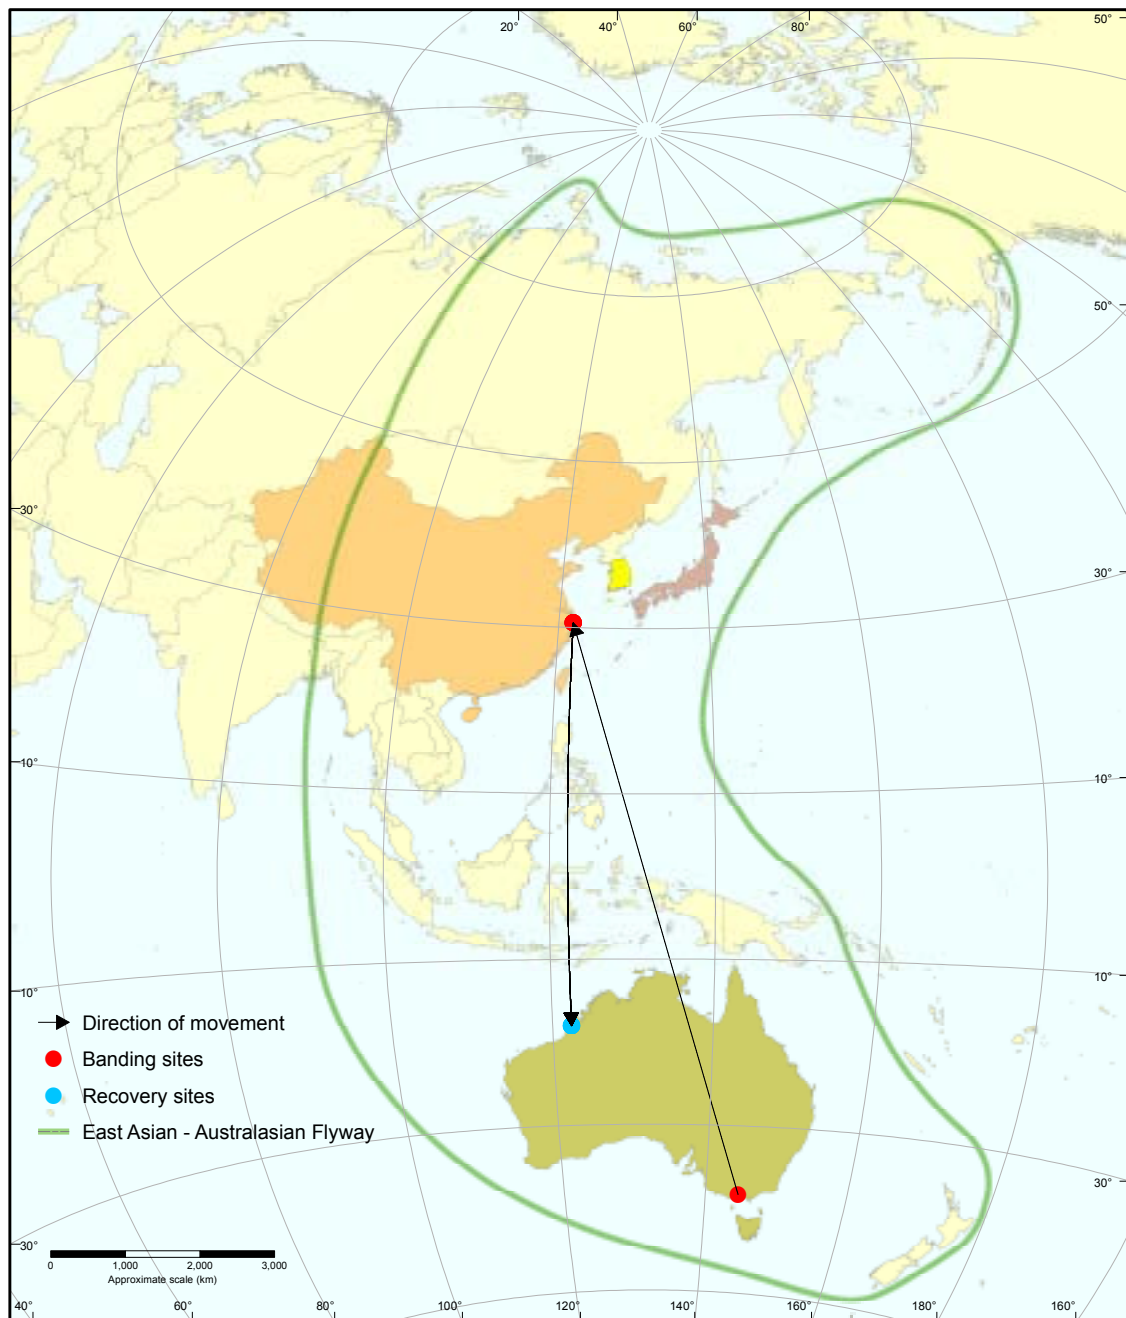 20° 40° 60° 80° 50°
50°
30°
30°
10°
10°
10°
10°
Direction of movement
Banding sites
Recovery sites
East Asian - Australasian Flyway
30°
30°
0 1,000 2,000 3,000
Approximate scale (km)
40° 60° 80° 100° 120° 140° 160° 180° 160°